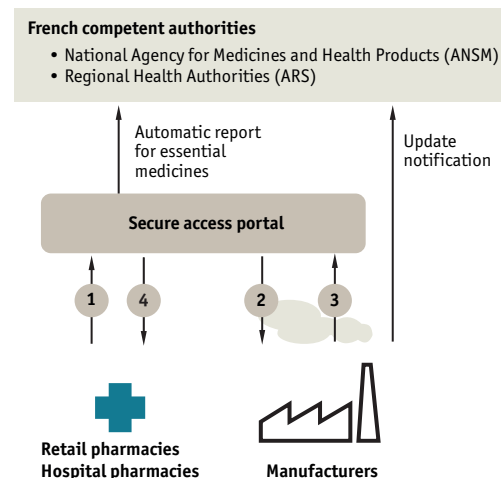 French competent authorities
• National Agency for Medicines and Health Products (ANSM)
• Regional Health Authorities (ARS)
Automatic report
for essential
medicines
Update
notification
Secure access portal
1
4
2
3
Retail pharmacies
Hospital pharmacies
Manufacturers